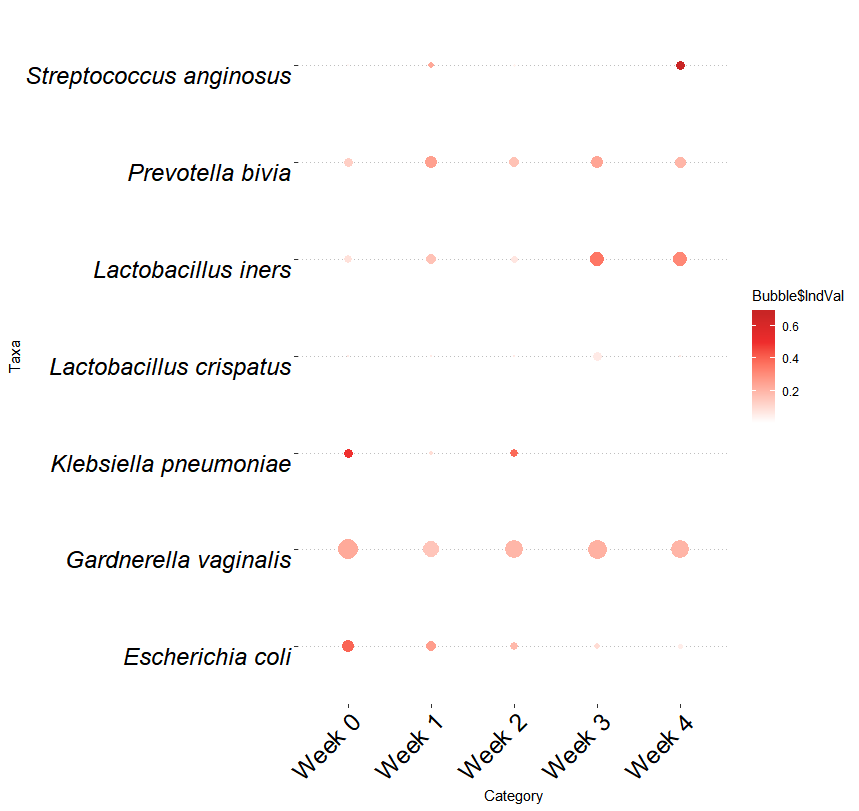 Streptococcus anginosus
Prevotella bivia
Lactobacillus iners
Lactobacillus crispatus
Klebsiella pneumoniae
Gardnerella vaginalis
Escherichia coli
Taxa
Week 0
Week 1
Week 2
Week 3
Week 4
Category
Bubble$IndVal
0.6
0.4
0.2